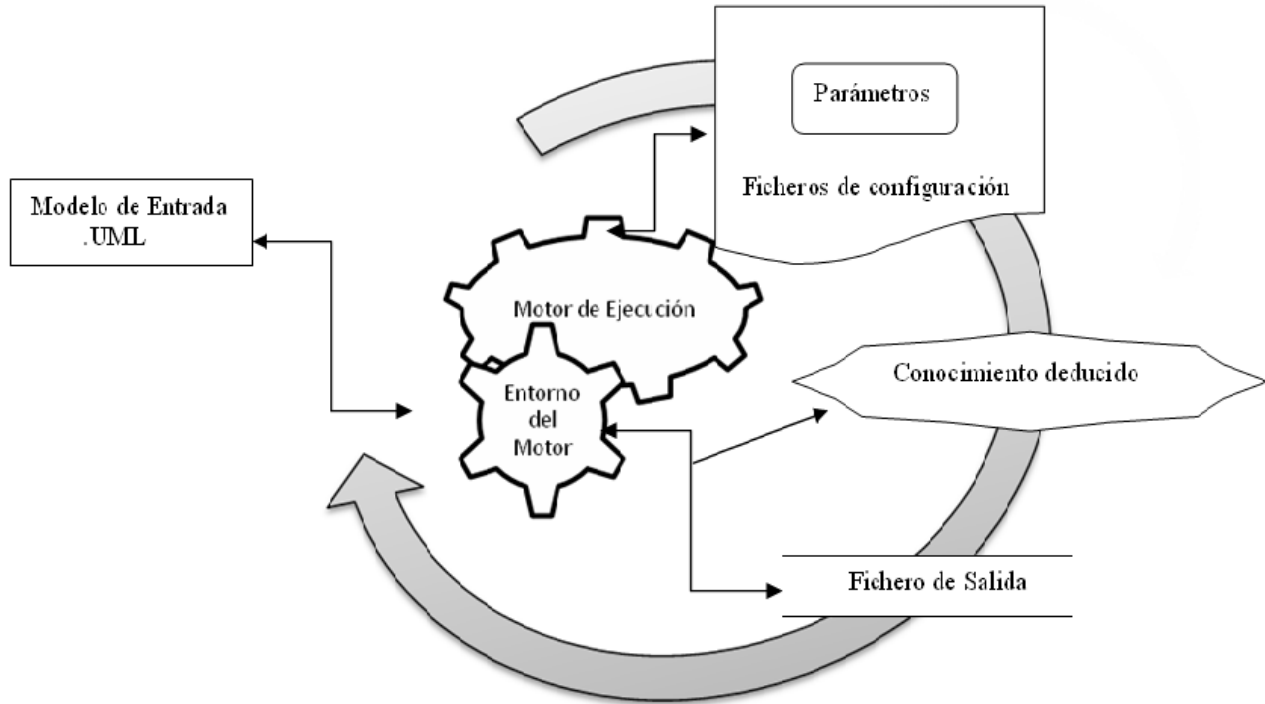 Parámetros
Ficheros de configuración
Modelo de Entrada
.UML
Motor de Ejecución
Conocimiento deducido
Entorno
del
Motor
Fichero de Salida